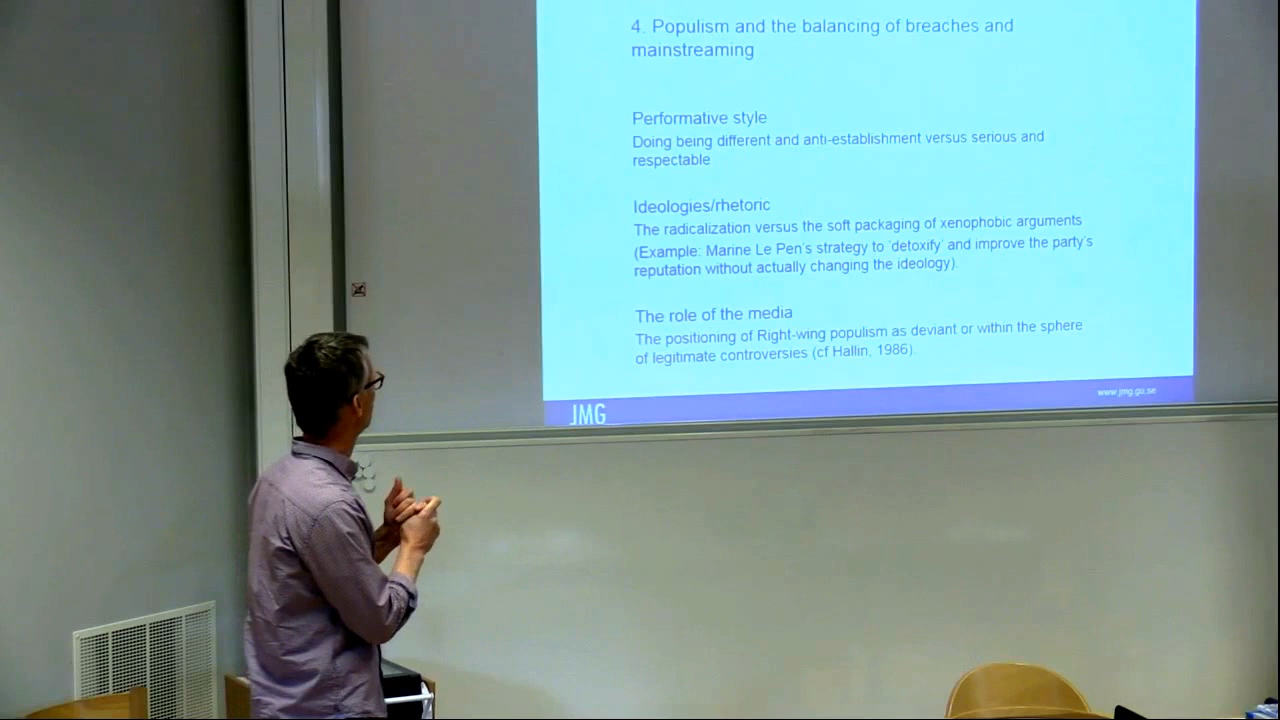 4. Populism and the balancing of breaches and
mainstreaming
Performative style
Doing being different and anti-establishment versus serious and
respectable
Ideologies/rhetoric
The radicalization versus the soft packaging of xenophobic arguments
(Example: Marine Le Pen's strategy to 'detoxify' and improve the party's
reputation without actually changing the ideology).
The role of the media
The positioning of Right-wing populism as deviant or within the sphere
of legitimate controversies (cf Hallin, 1986).
JMG
www.jmg.gu.se